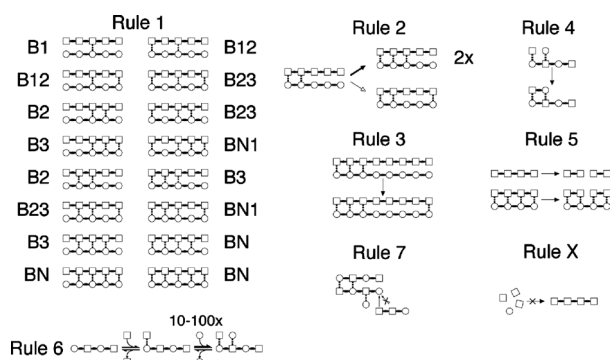 Rule 1
B1 B12
B12 B23
B2 B23
B3 BN1
B2 B3
B23 BN1
B3 BN
BN BN
Rule 6 10-100x
Rule 2
2x
Rule 4
Rule 3
Rule 5
Rule 7
Rule X